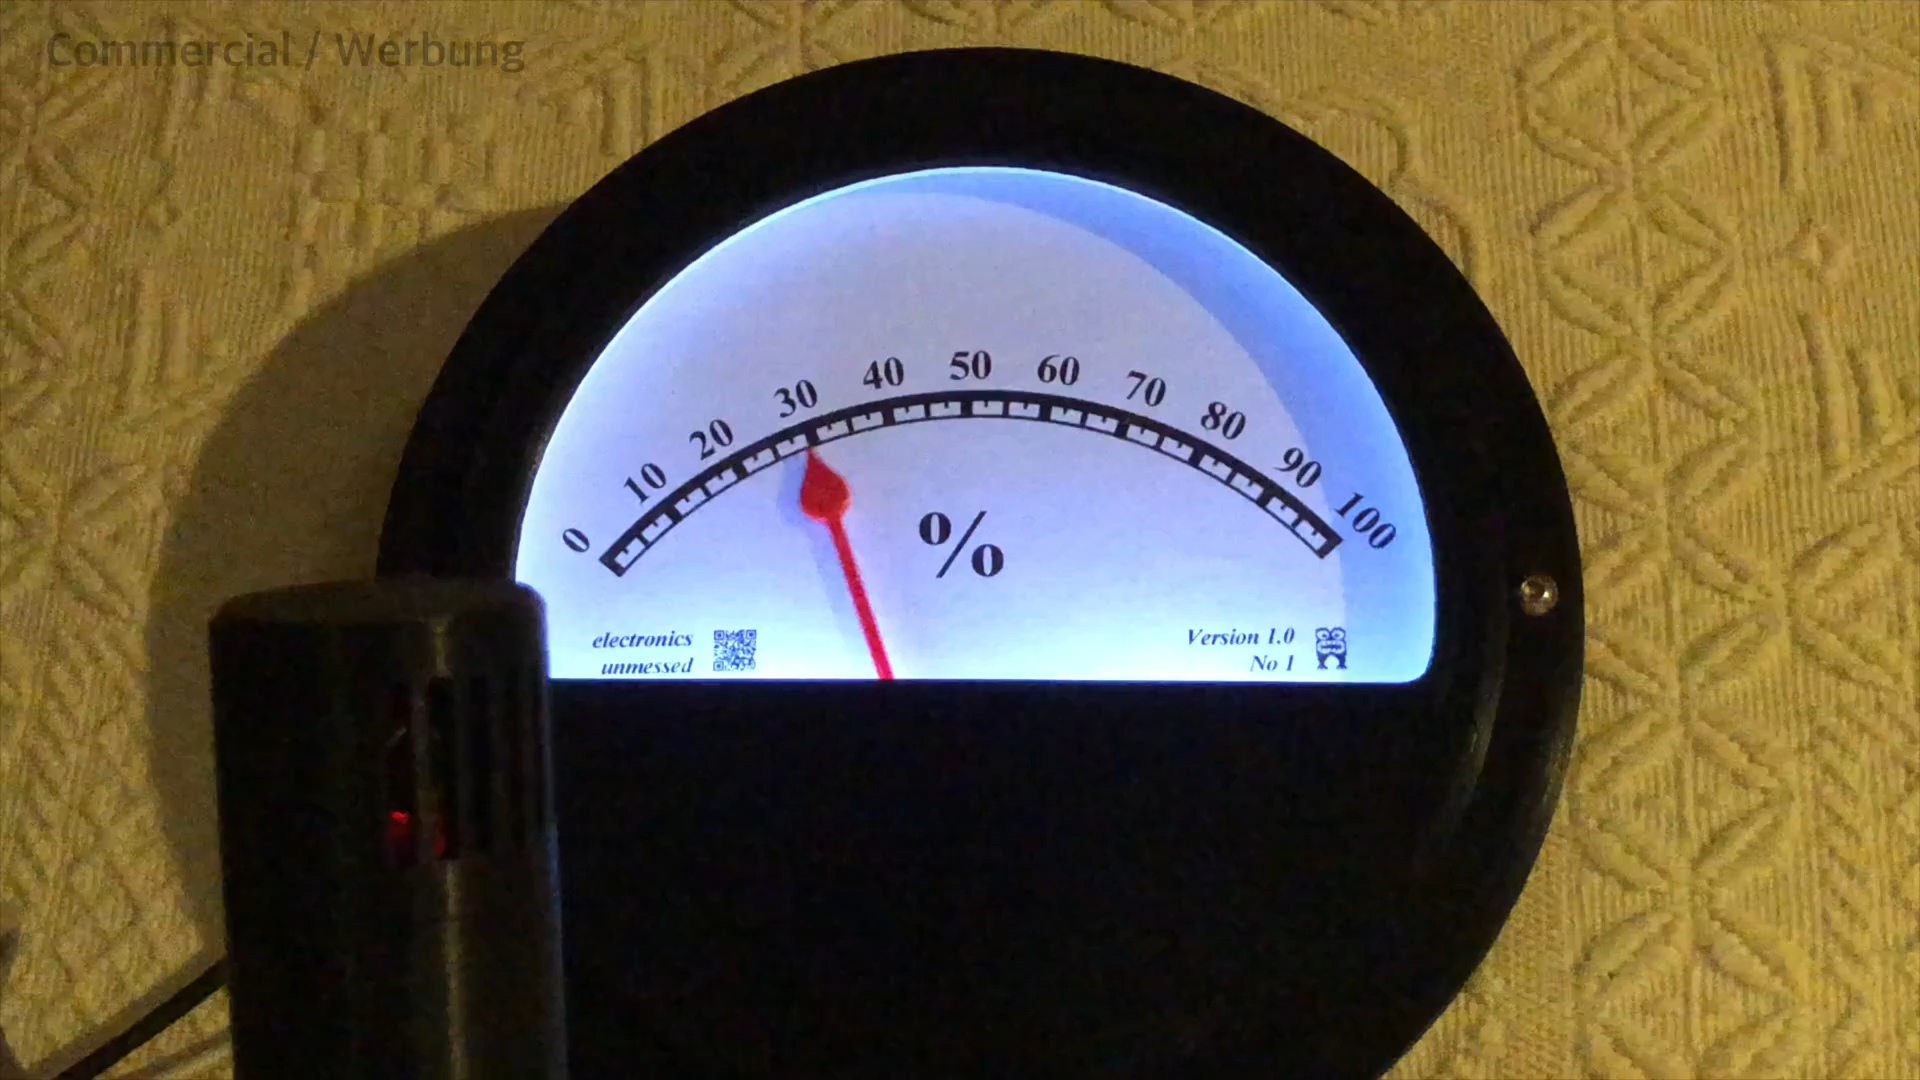 Commercial / Werbung
0 10 20 30 40 50 60 70 80 90 100
%
electronics
unmessed
Version 1.0
No 1